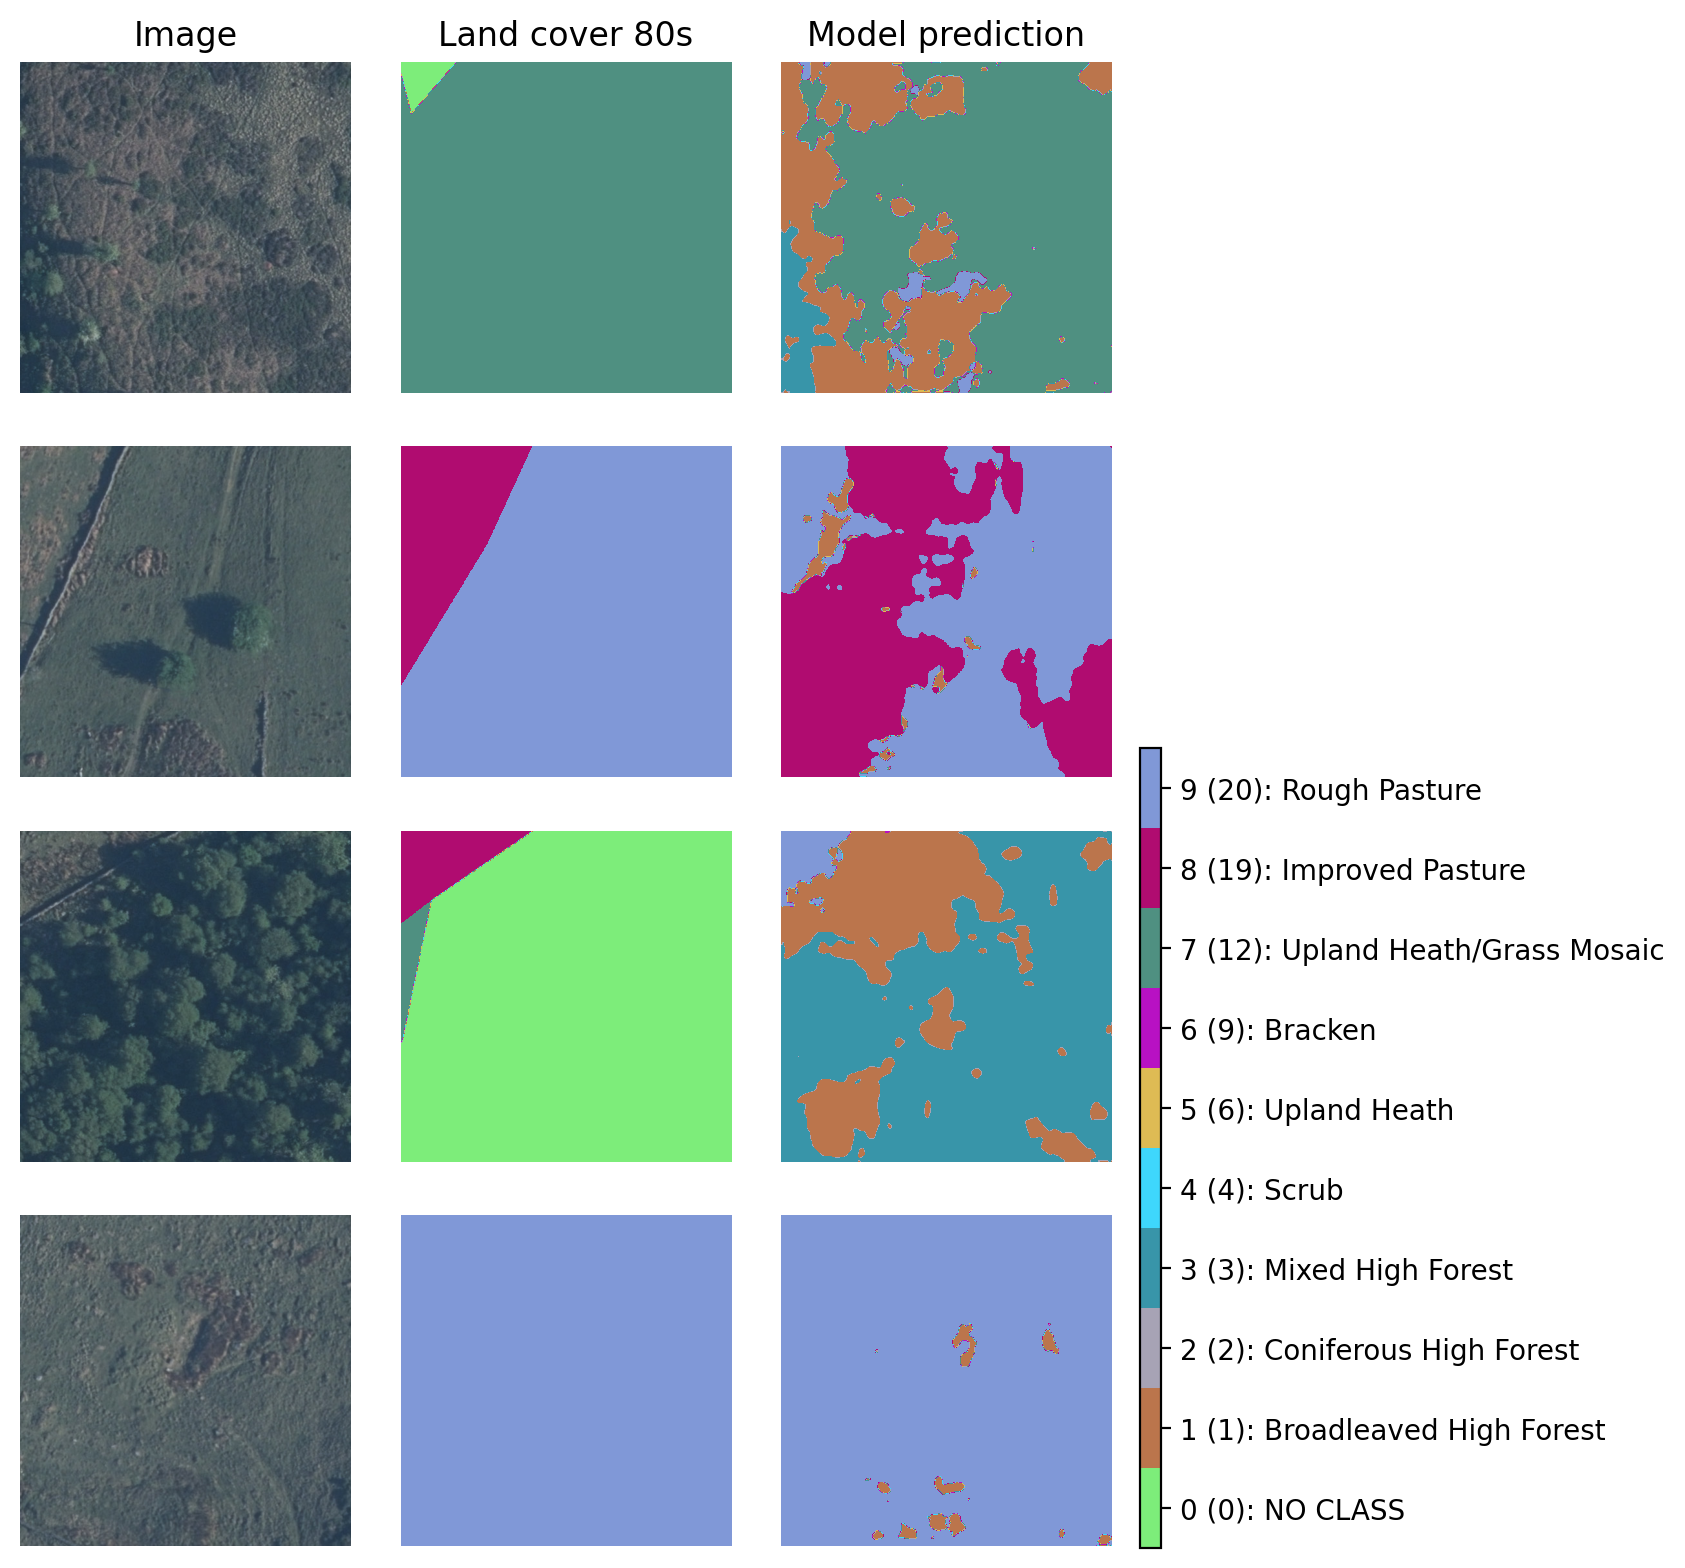 Image
Land cover 80s
Model prediction
9 (20): Rough Pasture
8 (19): Improved Pasture
7 (12): Upland Heath/Grass Mosaic
6 (9): Bracken
5 (6): Upland Heath
4 (4): Scrub
3 (3): Mixed High Forest
2 (2): Coniferous High Forest
1 (1): Broadleaved High Forest
0 (0): NO CLASS